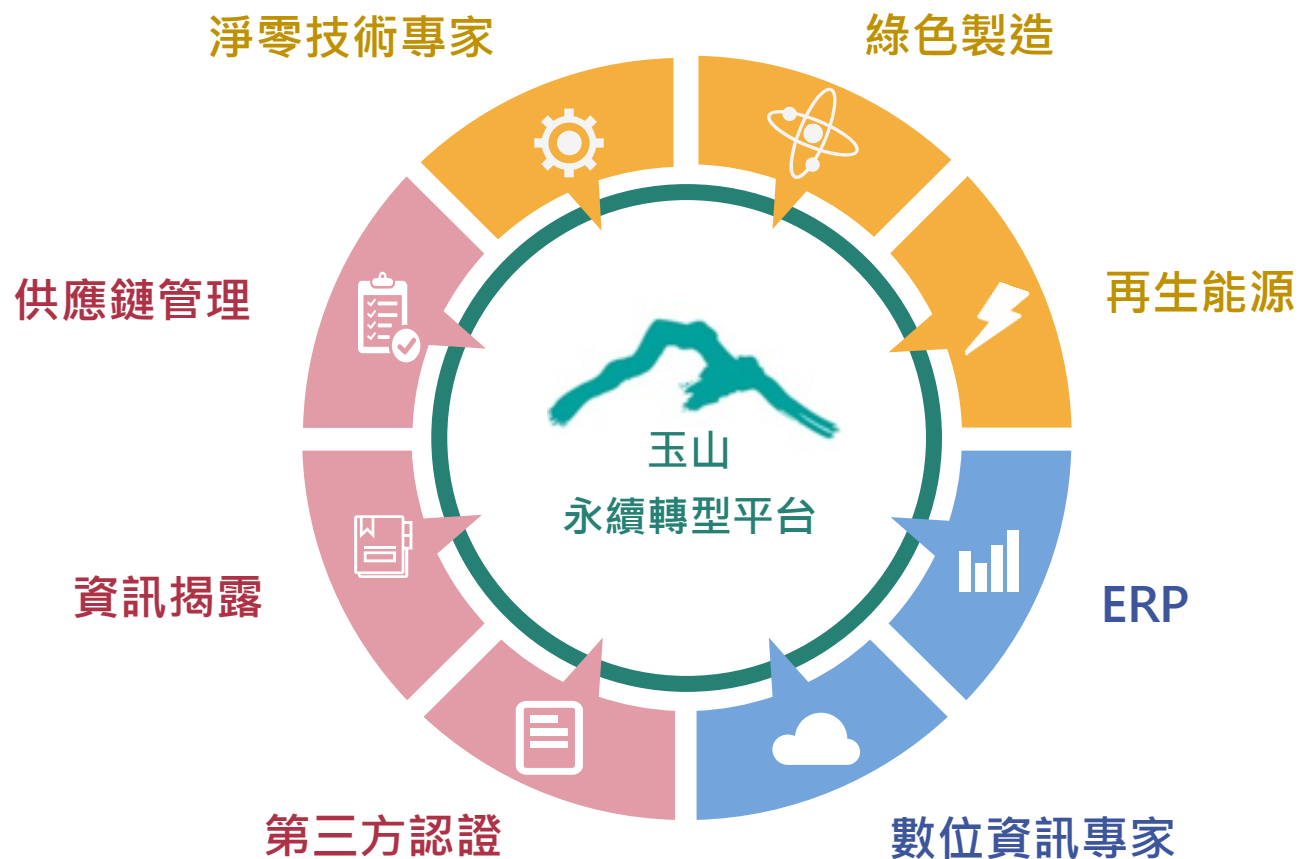 淨零技術專家
綠色製造
供應鏈管理
再生能源
玉山
永續轉型平台
資訊揭露
ERP
第三方認證
數位資訊專家